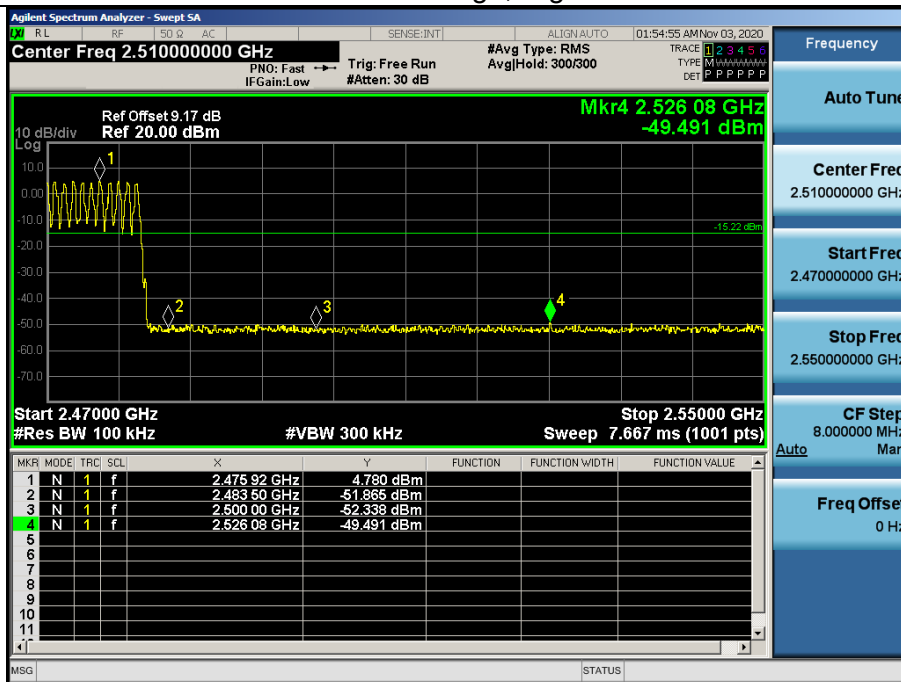 Agilent Spectrum Analyzer - Swept SA
LXI RL RF 50 Ω AC SENSE:INT ALIGN AUTO 01:54:55 AM Nov 03, 2020
Center Freq 2.510000000 GHz
PNO: Fast
IFGain:Low
Trig: Free Run
#Atten: 30 dB
#Avg Type: RMS
Avg|Hold: 300/300
TRACE 1 2 3 4 5 6
TYPE M
DET P P P P P P
Mkr4 2.526 08 GHz
-49.491 dBm
Ref Offset 9.17 dB
10 dB/div Ref 20.00 dBm
Log
10.0
0.00
-10.0
-20.0
-30.0
-40.0
-50.0
-60.0
-70.0
1
2
3
4
-15.22 dBm
Start 2.47000 GHz Stop 2.55000 GHz
#Res BW 100 kHz #VBW 300 kHz Sweep 7.667 ms (1001 pts)
MKR MODE TRC SCL X Y FUNCTION FUNCTION WIDTH FUNCTION VALUE
1 N 1 f 2.475 92 GHz 4.780 dBm
2 N 1 f 2.483 50 GHz -51.865 dBm
3 N 1 f 2.500 00 GHz -52.338 dBm
4 N 1 f 2.526 08 GHz -49.491 dBm
5
6
7
8
9
10
11
MSG STATUS
Frequency
Auto Tune
Center Freq
2.510000000 GHz
Start Freq
2.470000000 GHz
Stop Freq
2.550000000 GHz
CF Step
8.000000 MHz
Auto Man
Freq Offset
0 Hz